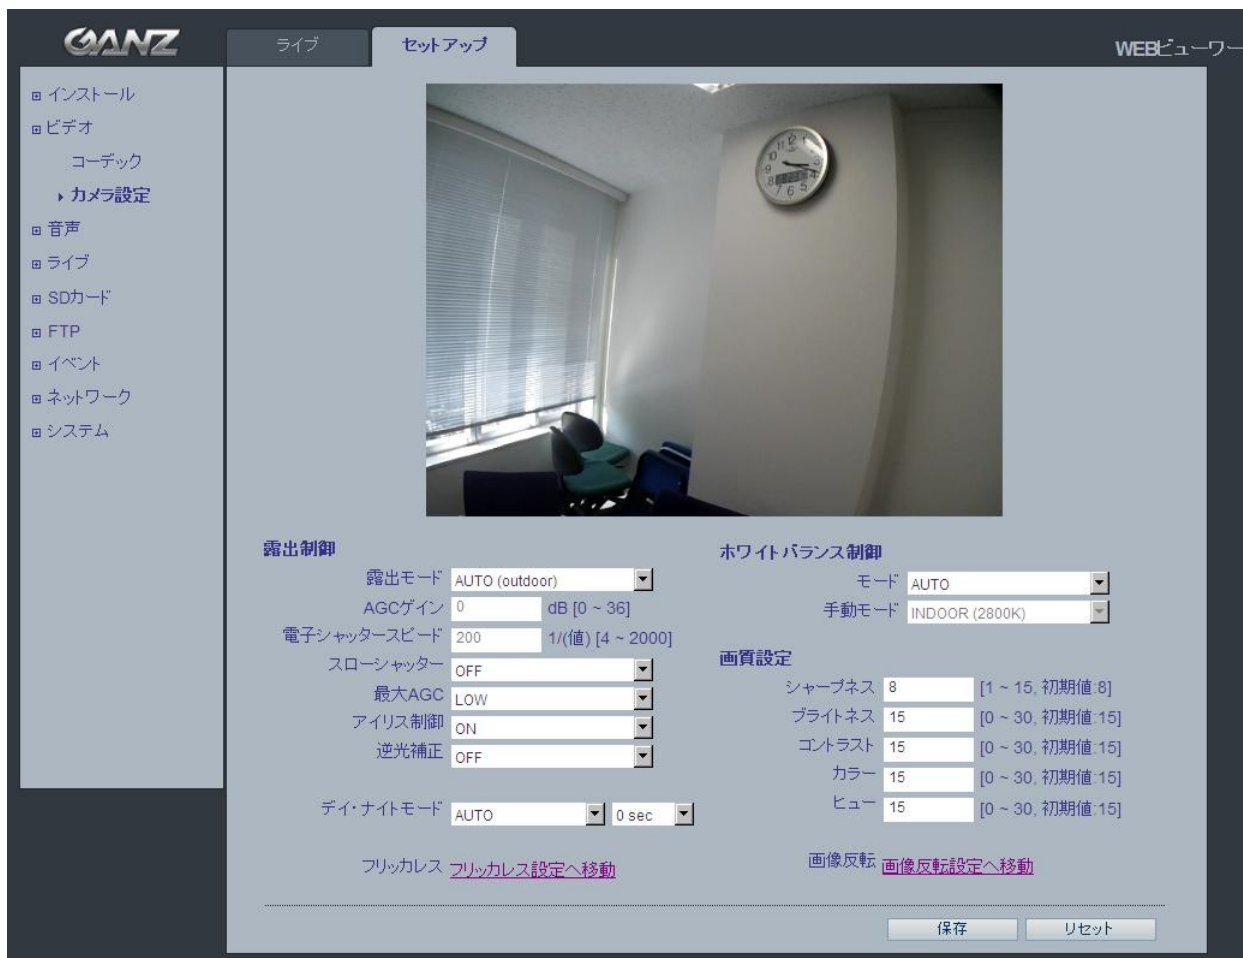 GANZ
ライブ
セットアップ
WEBビューワー
インストール
ビデオ
コーデック
カメラ設定
音声
ライブ
SDカード
FTP
イベント
ネットワーク
システム
露出制御
露出モード AUTO (outdoor)
AGCゲイン 0 dB [0 ~ 36]
電子シャッタースピード 200 1/(値) [4 ~ 2000]
スローシャッター OFF
最大AGC LOW
アイリス制御 ON
逆光補正 OFF
デイ・ナイトモード AUTO 0 sec
フリッカレス フリッカレス設定へ移動
ホワイトバランス制御
モード AUTO
手動モード INDOOR (2800K)
画質設定
シャープネス 8 [1 ~ 15, 初期値:8]
ブライトネス 15 [0 ~ 30, 初期値:15]
コントラスト 15 [0 ~ 30, 初期値:15]
カラー 15 [0 ~ 30, 初期値:15]
ヒュー 15 [0 ~ 30, 初期値:15]
画像反転 画像反転設定へ移動
保存
リセット